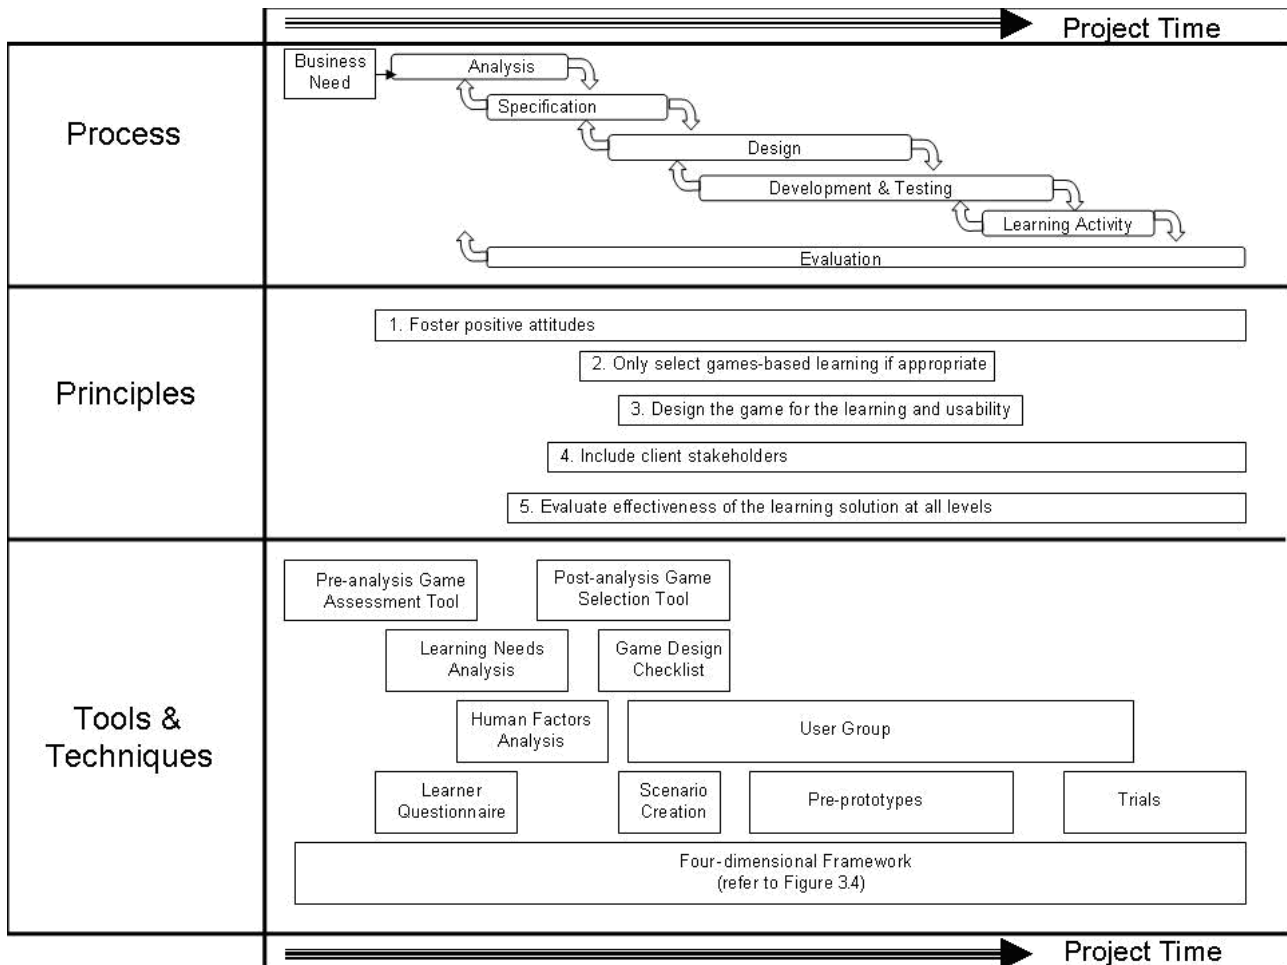 Project Time
Process
Business
Need
Analysis
Specification
Design
Development & Testing
Learning Activity
Evaluation
Principles
1. Foster positive attitudes
2. Only select games-based learning if appropriate
3. Design the game for the learning and usability
4. Include client stakeholders
5. Evaluate effectiveness of the learning solution at all levels
Tools &
Techniques
Pre-analysis Game
Assessment Tool
Post-analysis Game
Selection Tool
Learning Needs
Analysis
Game Design
Checklist
Human Factors
Analysis
User Group
Learner
Questionnaire
Scenario
Creation
Pre-prototypes
Trials
Four-dimensional Framework
(refer to Figure 3.4)
Project Time